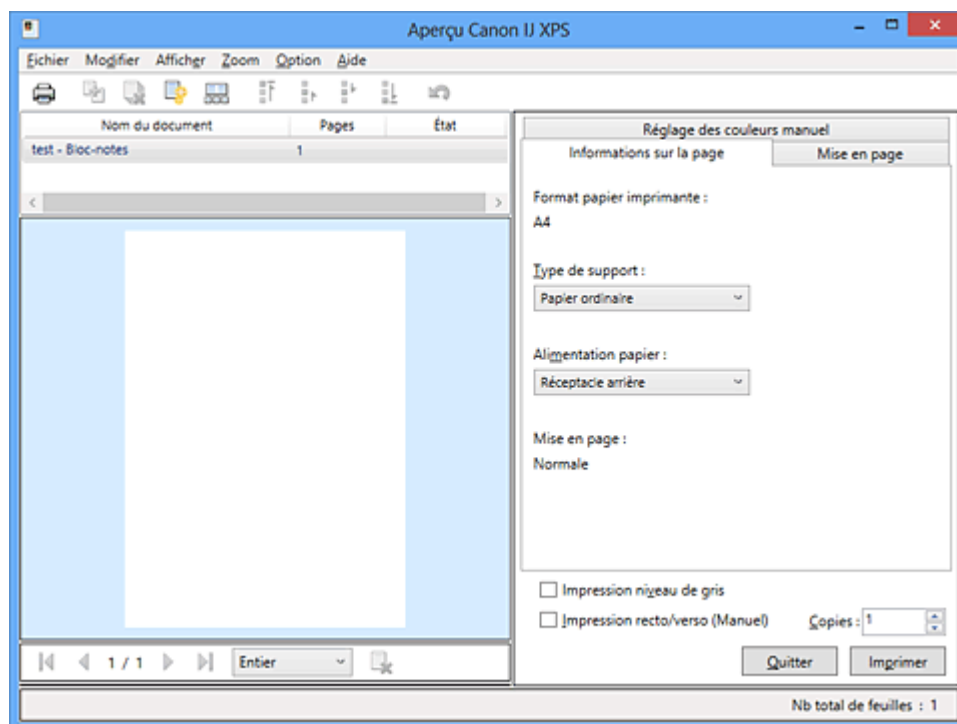 Aperçu Canon IJ XPS
Fichier Modifier Afficher Zoom Option Aide
Nom du document Pages État
test - Bloc-notes 1
Réglage des couleurs manuel
Informations sur la page Mise en page
Format papier imprimante :
A4
Type de support :
Papier ordinaire
Alimentation papier :
Réceptacle arrière
Mise en page :
Normale
Impression niveau de gris
Impression recto/verso (Manuel) Copies : 1
1 / 1 Entier
Quitter Imprimer
Nb total de feuilles : 1